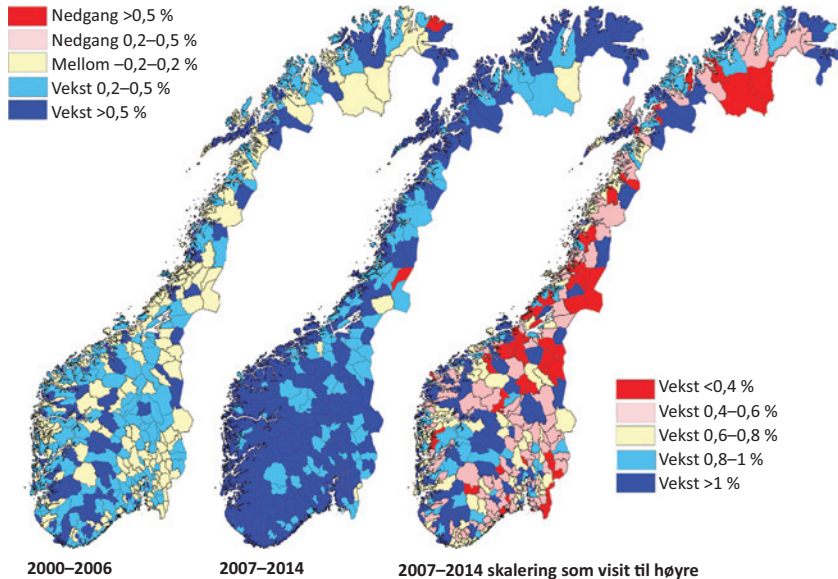 Nedgang >0,5 %
Nedgang 0,2–0,5 %
Mellom –0,2–0,2 %
Vekst 0,2–0,5 %
Vekst >0,5 %
Vekst <0,4 %
Vekst 0,4–0,6 %
Vekst 0,6–0,8 %
Vekst 0,8–1 %
Vekst >1 %
2000–2006
2007–2014
2007–2014 skalering som visit til høyre